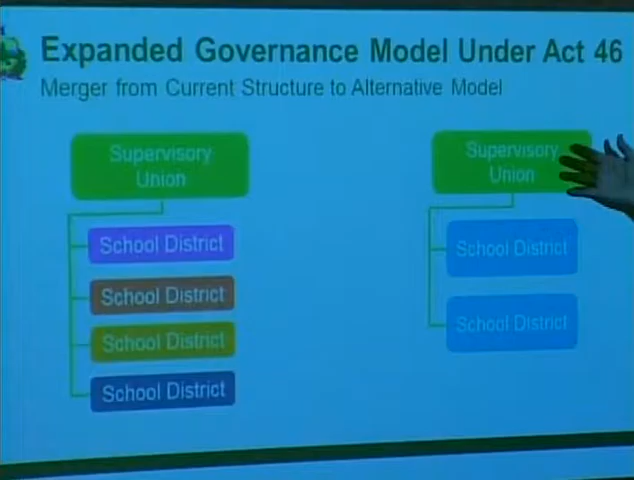 Expanded Governance Model Under Act 46
Merger from Current Structure to Alternative Model
Supervisory
Union
School District
School District
School District
School District
Supervisory
Union
School District
School District